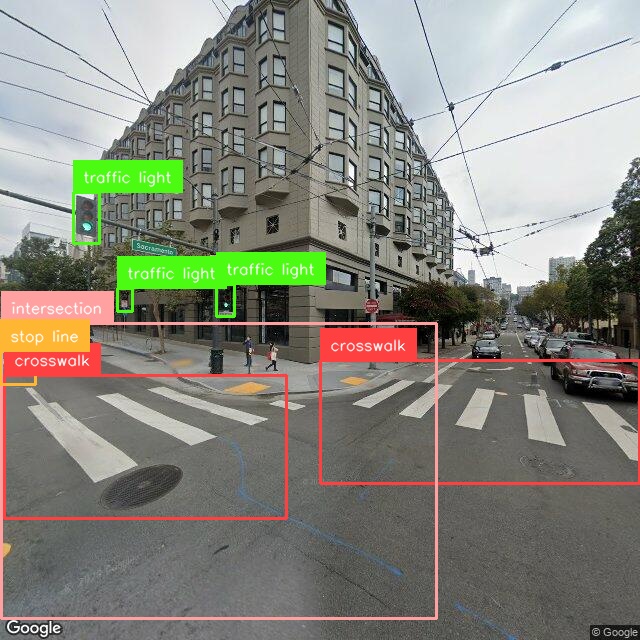 traffic light
Sacramento
traffic light
traffic light
intersection
stop line
crosswalk
crosswalk
Google
© Google